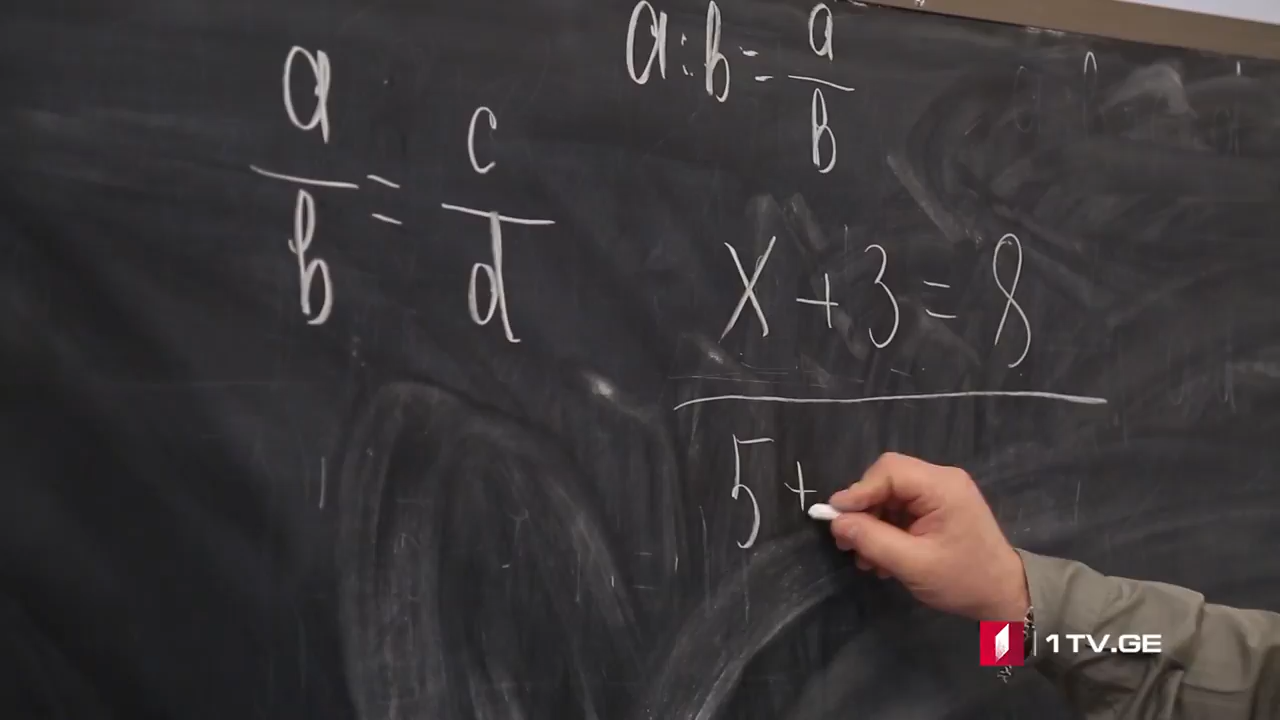 a/b = c/d
a : b = a/b
x + 3 = 8
5 +
1TV.GE